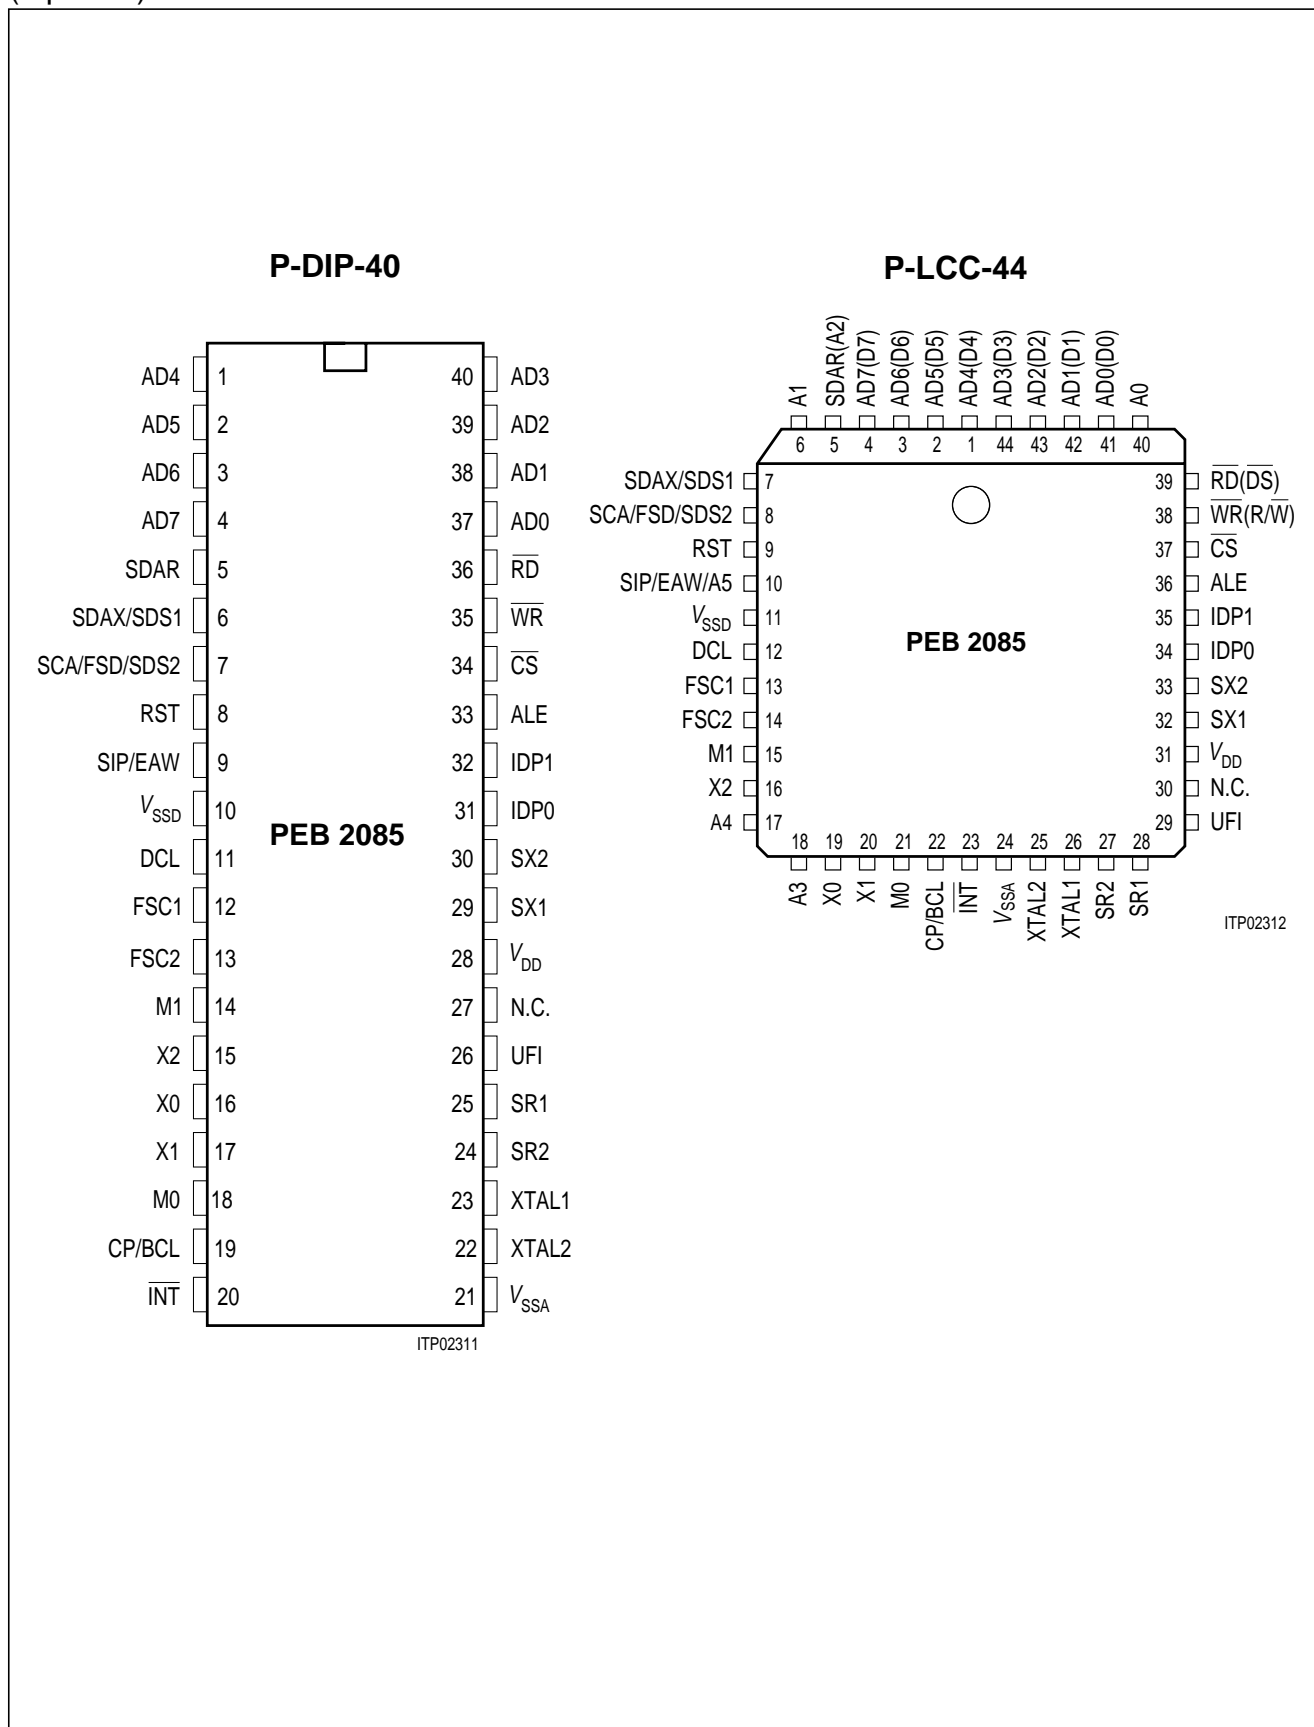 P-DIP-40
AD4 1 40 AD3
AD5 2 39 AD2
AD6 3 38 AD1
AD7 4 37 AD0
SDAR 5 36 R̅D̅
SDAX/SDS1 6 35 W̅R̅
SCA/FSD/SDS2 7 34 C̅S̅
RST 8 33 ALE
SIP/EAW 9 32 IDP1
VSSD 10 31 IDP0
PEB 2085
DCL 11 30 SX2
FSC1 12 29 SX1
FSC2 13 28 VDD
M1 14 27 N.C.
X2 15 26 UFI
X0 16 25 SR1
X1 17 24 SR2
M0 18 23 XTAL1
CP/BCL 19 22 XTAL2
I̅N̅T̅ 20 21 VSSA
ITP02311
P-LCC-44
A1 SDAR(A2) AD7(D7) AD6(D6) AD5(D5) AD4(D4) AD3(D3) AD2(D2) AD1(D1) AD0(D0) A0
6 5 4 3 2 1 44 43 42 41 40
SDAX/SDS1 7 39 R̅D̅(D̅S̅)
SCA/FSD/SDS2 8 38 W̅R̅(R/W̅)
RST 9 37 C̅S̅
SIP/EAW/A5 10 36 ALE
VSSD 11 35 IDP1
PEB 2085
DCL 12 34 IDP0
FSC1 13 33 SX2
FSC2 14 32 SX1
M1 15 31 VDD
X2 16 30 N.C.
A4 17 29 UFI
18 19 20 21 22 23 24 25 26 27 28
A3 X0 X1 M0 CP/BCL I̅N̅T̅ VSSA XTAL2 XTAL1 SR2 SR1
ITP02312